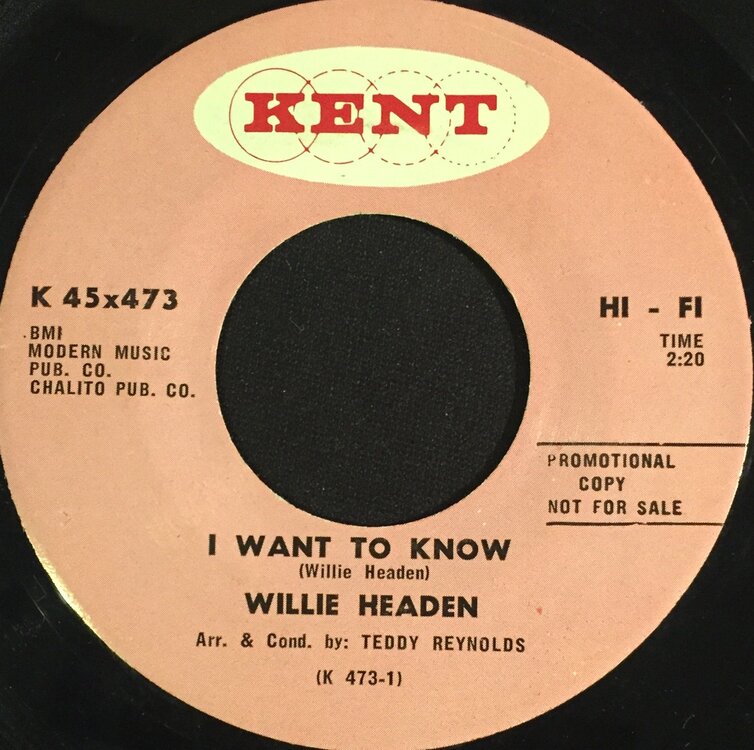 KENT
K 45x473
BMI
MODERN MUSIC
PUB. CO.
CHALITO PUB. CO.
HI - FI
TIME
2:20
PROMOTIONAL
COPY
NOT FOR SALE
I WANT TO KNOW
(Willie Headen)
WILLIE HEADEN
Arr. & Cond. by: TEDDY REYNOLDS
(K 473-1)